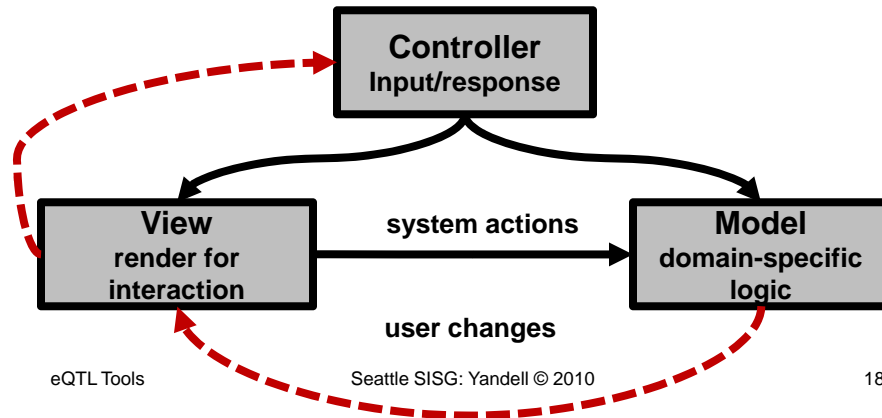 Controller
Input/response
View
render for
interaction
system actions
Model
domain-specific
logic
user changes
eQTL Tools
Seattle SISG: Yandell © 2010
18